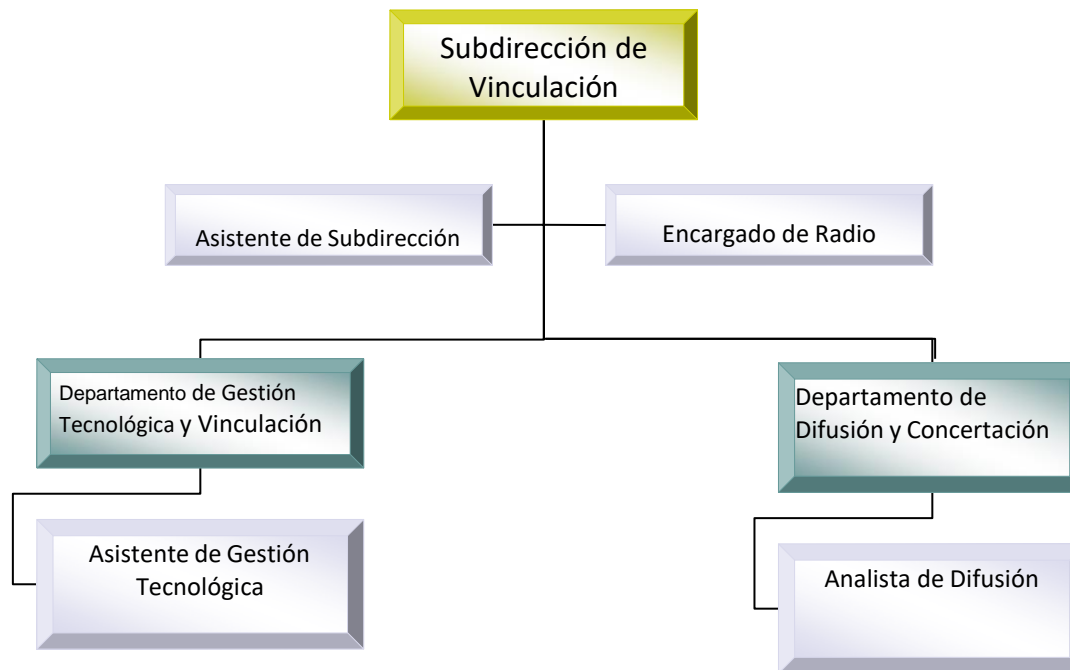 Subdirección de
Vinculación
Asistente de Subdirección
Encargado de Radio
Departamento de Gestión
Tecnológica y Vinculación
Departamento de
Difusión y Concertación
Asistente de Gestión
Tecnológica
Analista de Difusión